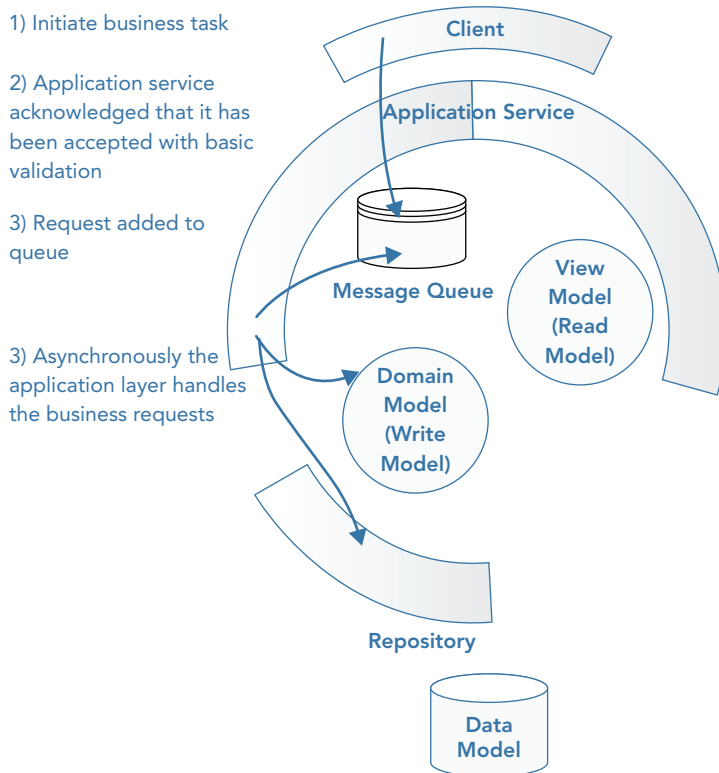 1) Initiate business task
2) Application service
acknowledged that it has
been accepted with basic
validation
3) Request added to
queue
3) Asynchronously the
application layer handles
the business requests
Client
Application Service
Message Queue
View
Model
(Read
Model)
Domain
Model
(Write
Model)
Repository
Data
Model